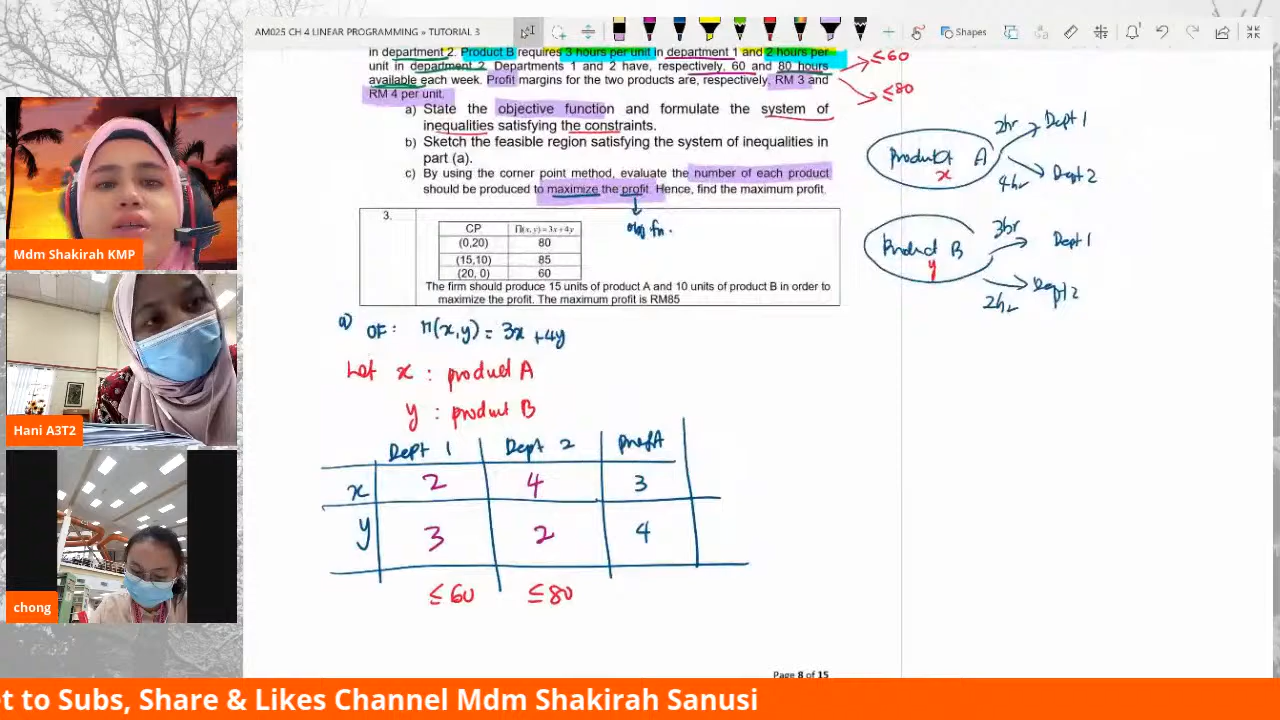 AM025 CH 4 LINEAR PROGRAMMING » TUTORIAL 3
Shapes
in department 2. Product B requires 3 hours per unit in department 1 and 2 hours per
unit in department 2. Departments 1 and 2 have, respectively, 60 and 80 hours
available each week. Profit margins for the two products are, respectively, RM 3 and
RM 4 per unit.
≤60
≤80
a) State the objective function and formulate the system of
inequalities satisfying the constraints.
b) Sketch the feasible region satisfying the system of inequalities in
part (a).
c) By using the corner point method, evaluate the number of each product
should be produced to maximize the profit. Hence, find the maximum profit.
obj fn.
Product A
x
2hr Dept 1
4hr Dept 2
Product B
y
3hr Dept 1
2hr Dept 2
3.
CP Π(x, y) = 3x + 4y
(0,20) 80
(15,10) 85
(20, 0) 60
The firm should produce 15 units of product A and 10 units of product B in order to
maximize the profit. The maximum profit is RM85
a) OF: Π(x,y) = 3x + 4y
Let x : product A
y : product B
Dept 1 Dept 2 profit
x 2 4 3
y 3 2 4
≤60 ≤80
Page 8 of 15
Mdm Shakirah KMP
Hani A3T2
chong
et to Subs, Share & Likes Channel Mdm Shakirah Sanusi